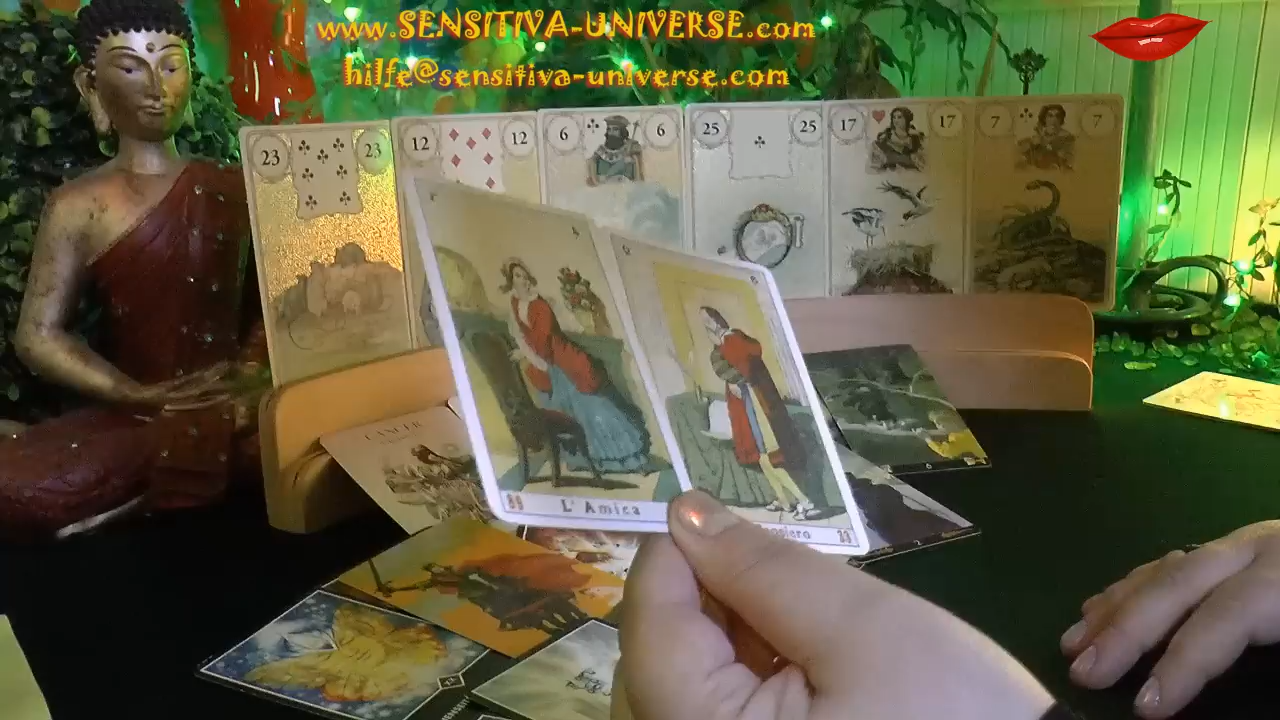 www.SENSITIVA-UNIVERSE.com
hilfe@sensitiva-universe.com
23 23
12 12
6 6
25 25
17 17
7 7
CANCER
L' Amica